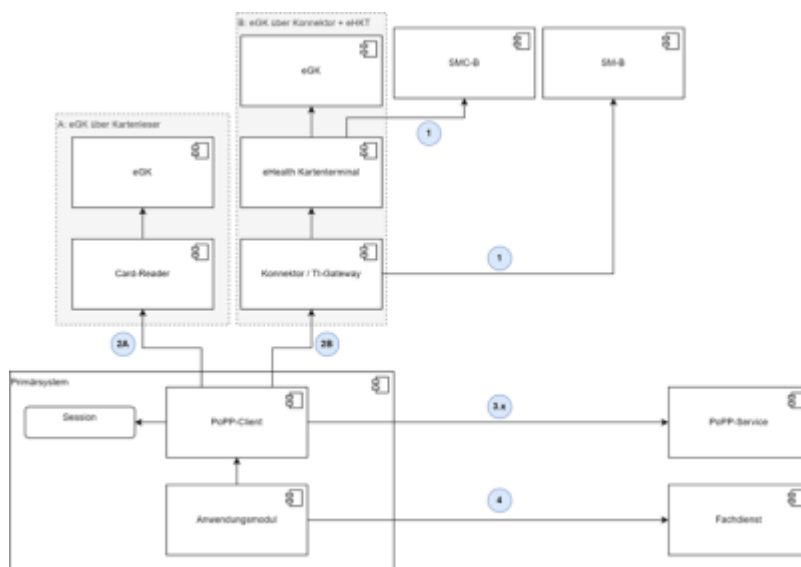 B: eGK über Konnektor + eHKT
eGK
SMC-B
SM-B
A: eGK über Kartenleser
1
eGK
eHealth Kartenterminal
Card-Reader
Konnektor / TI-Gateway
1
2A
2B
Primärsystem
Session
PoPP-Client
3.x
PoPP-Service
Anwendungsmodul
4
Fachdienst